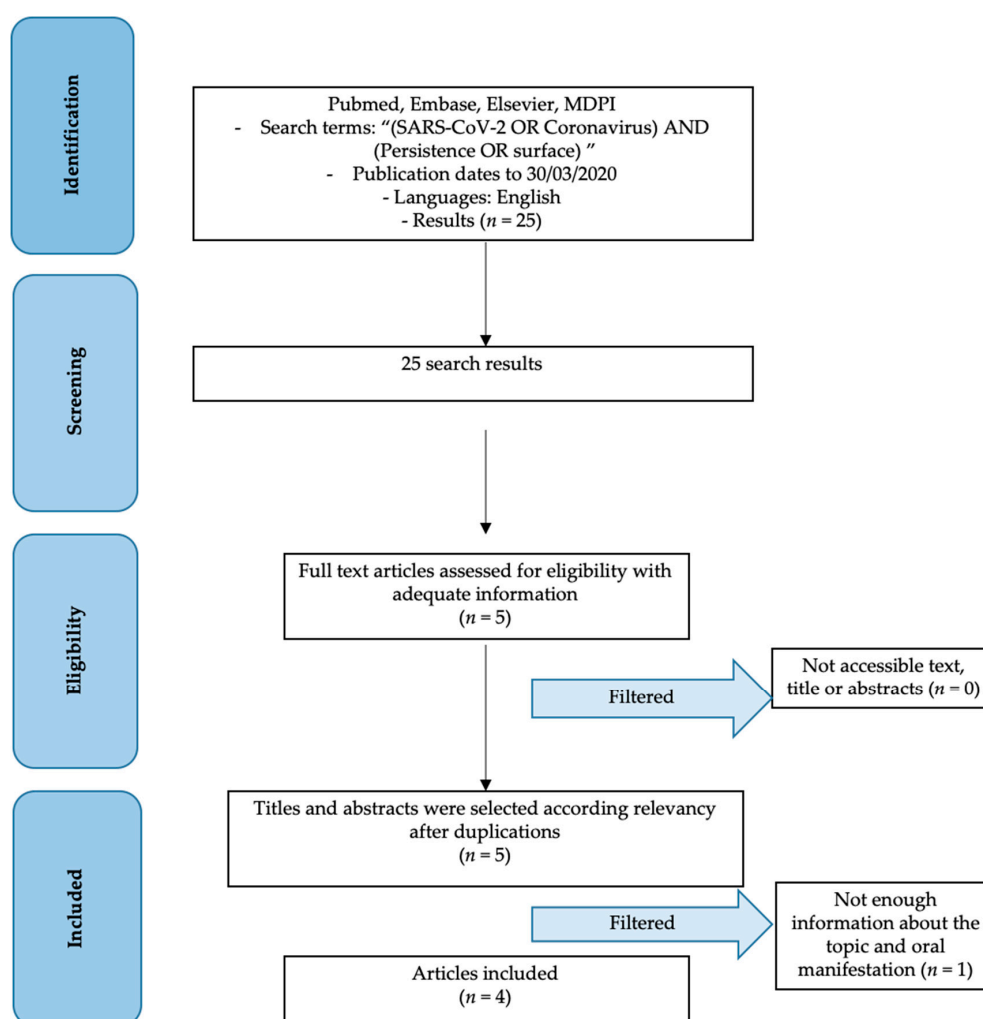 Identification
Pubmed, Embase, Elsevier, MDPI
- Search terms: “(SARS-CoV-2 OR Coronavirus) AND
(Persistence OR surface) ”
- Publication dates to 30/03/2020
- Languages: English
- Results (n = 25)
Screening
25 search results
Eligibility
Full text articles assessed for eligibility with
adequate information
(n = 5)
Filtered
Not accessible text,
title or abstracts (n = 0)
Included
Titles and abstracts were selected according relevancy
after duplications
(n = 5)
Filtered
Not enough
information about the
topic and oral
manifestation (n = 1)
Articles included
(n = 4)